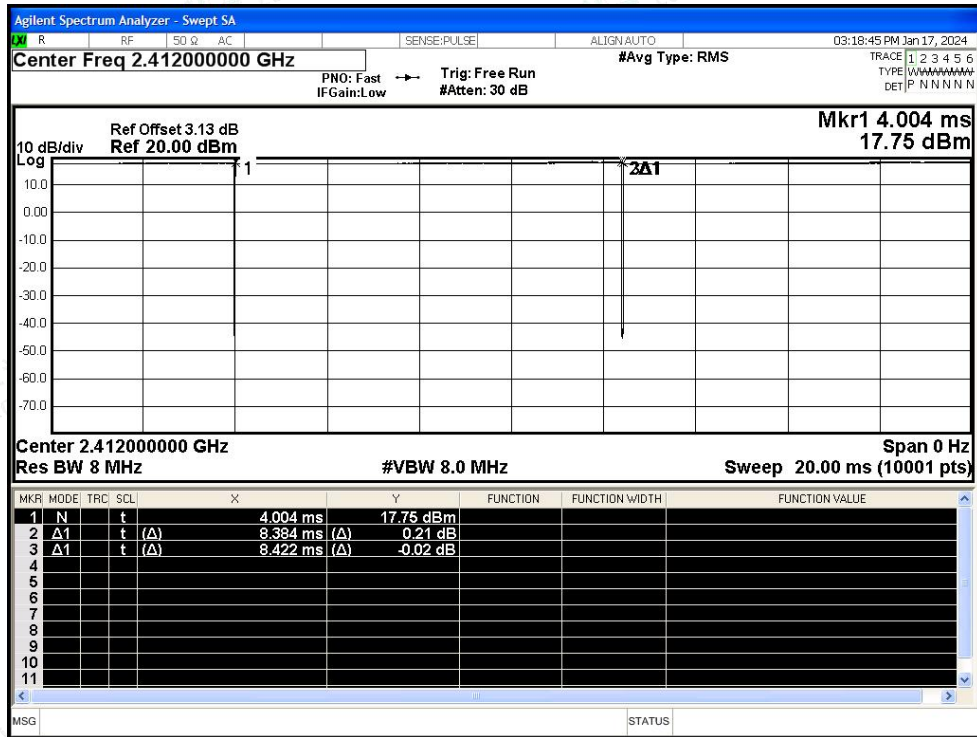 Agilent Spectrum Analyzer - Swept SA
LXI R RF 50 Ω AC SENSE:PULSE ALIGN AUTO 03:18:45 PM Jan 17, 2024
Center Freq 2.412000000 GHz #Avg Type: RMS TRACE 1 2 3 4 5 6
PNO: Fast Trig: Free Run TYPE WWWWWW
IFGain:Low #Atten: 30 dB DET P N N N N N
Mkr1 4.004 ms
17.75 dBm
Ref Offset 3.13 dB
10 dB/div Ref 20.00 dBm
Log
1
2Δ1
10.0
0.00
-10.0
-20.0
-30.0
-40.0
-50.0
-60.0
-70.0
Center 2.412000000 GHz Span 0 Hz
Res BW 8 MHz #VBW 8.0 MHz Sweep 20.00 ms (10001 pts)
MKR MODE TRC SCL X Y FUNCTION FUNCTION WIDTH FUNCTION VALUE
1 N t 4.004 ms 17.75 dBm
2 Δ1 t (Δ) 8.384 ms (Δ) 0.21 dB
3 Δ1 t (Δ) 8.422 ms (Δ) -0.02 dB
4
5
6
7
8
9
10
11
MSG STATUS